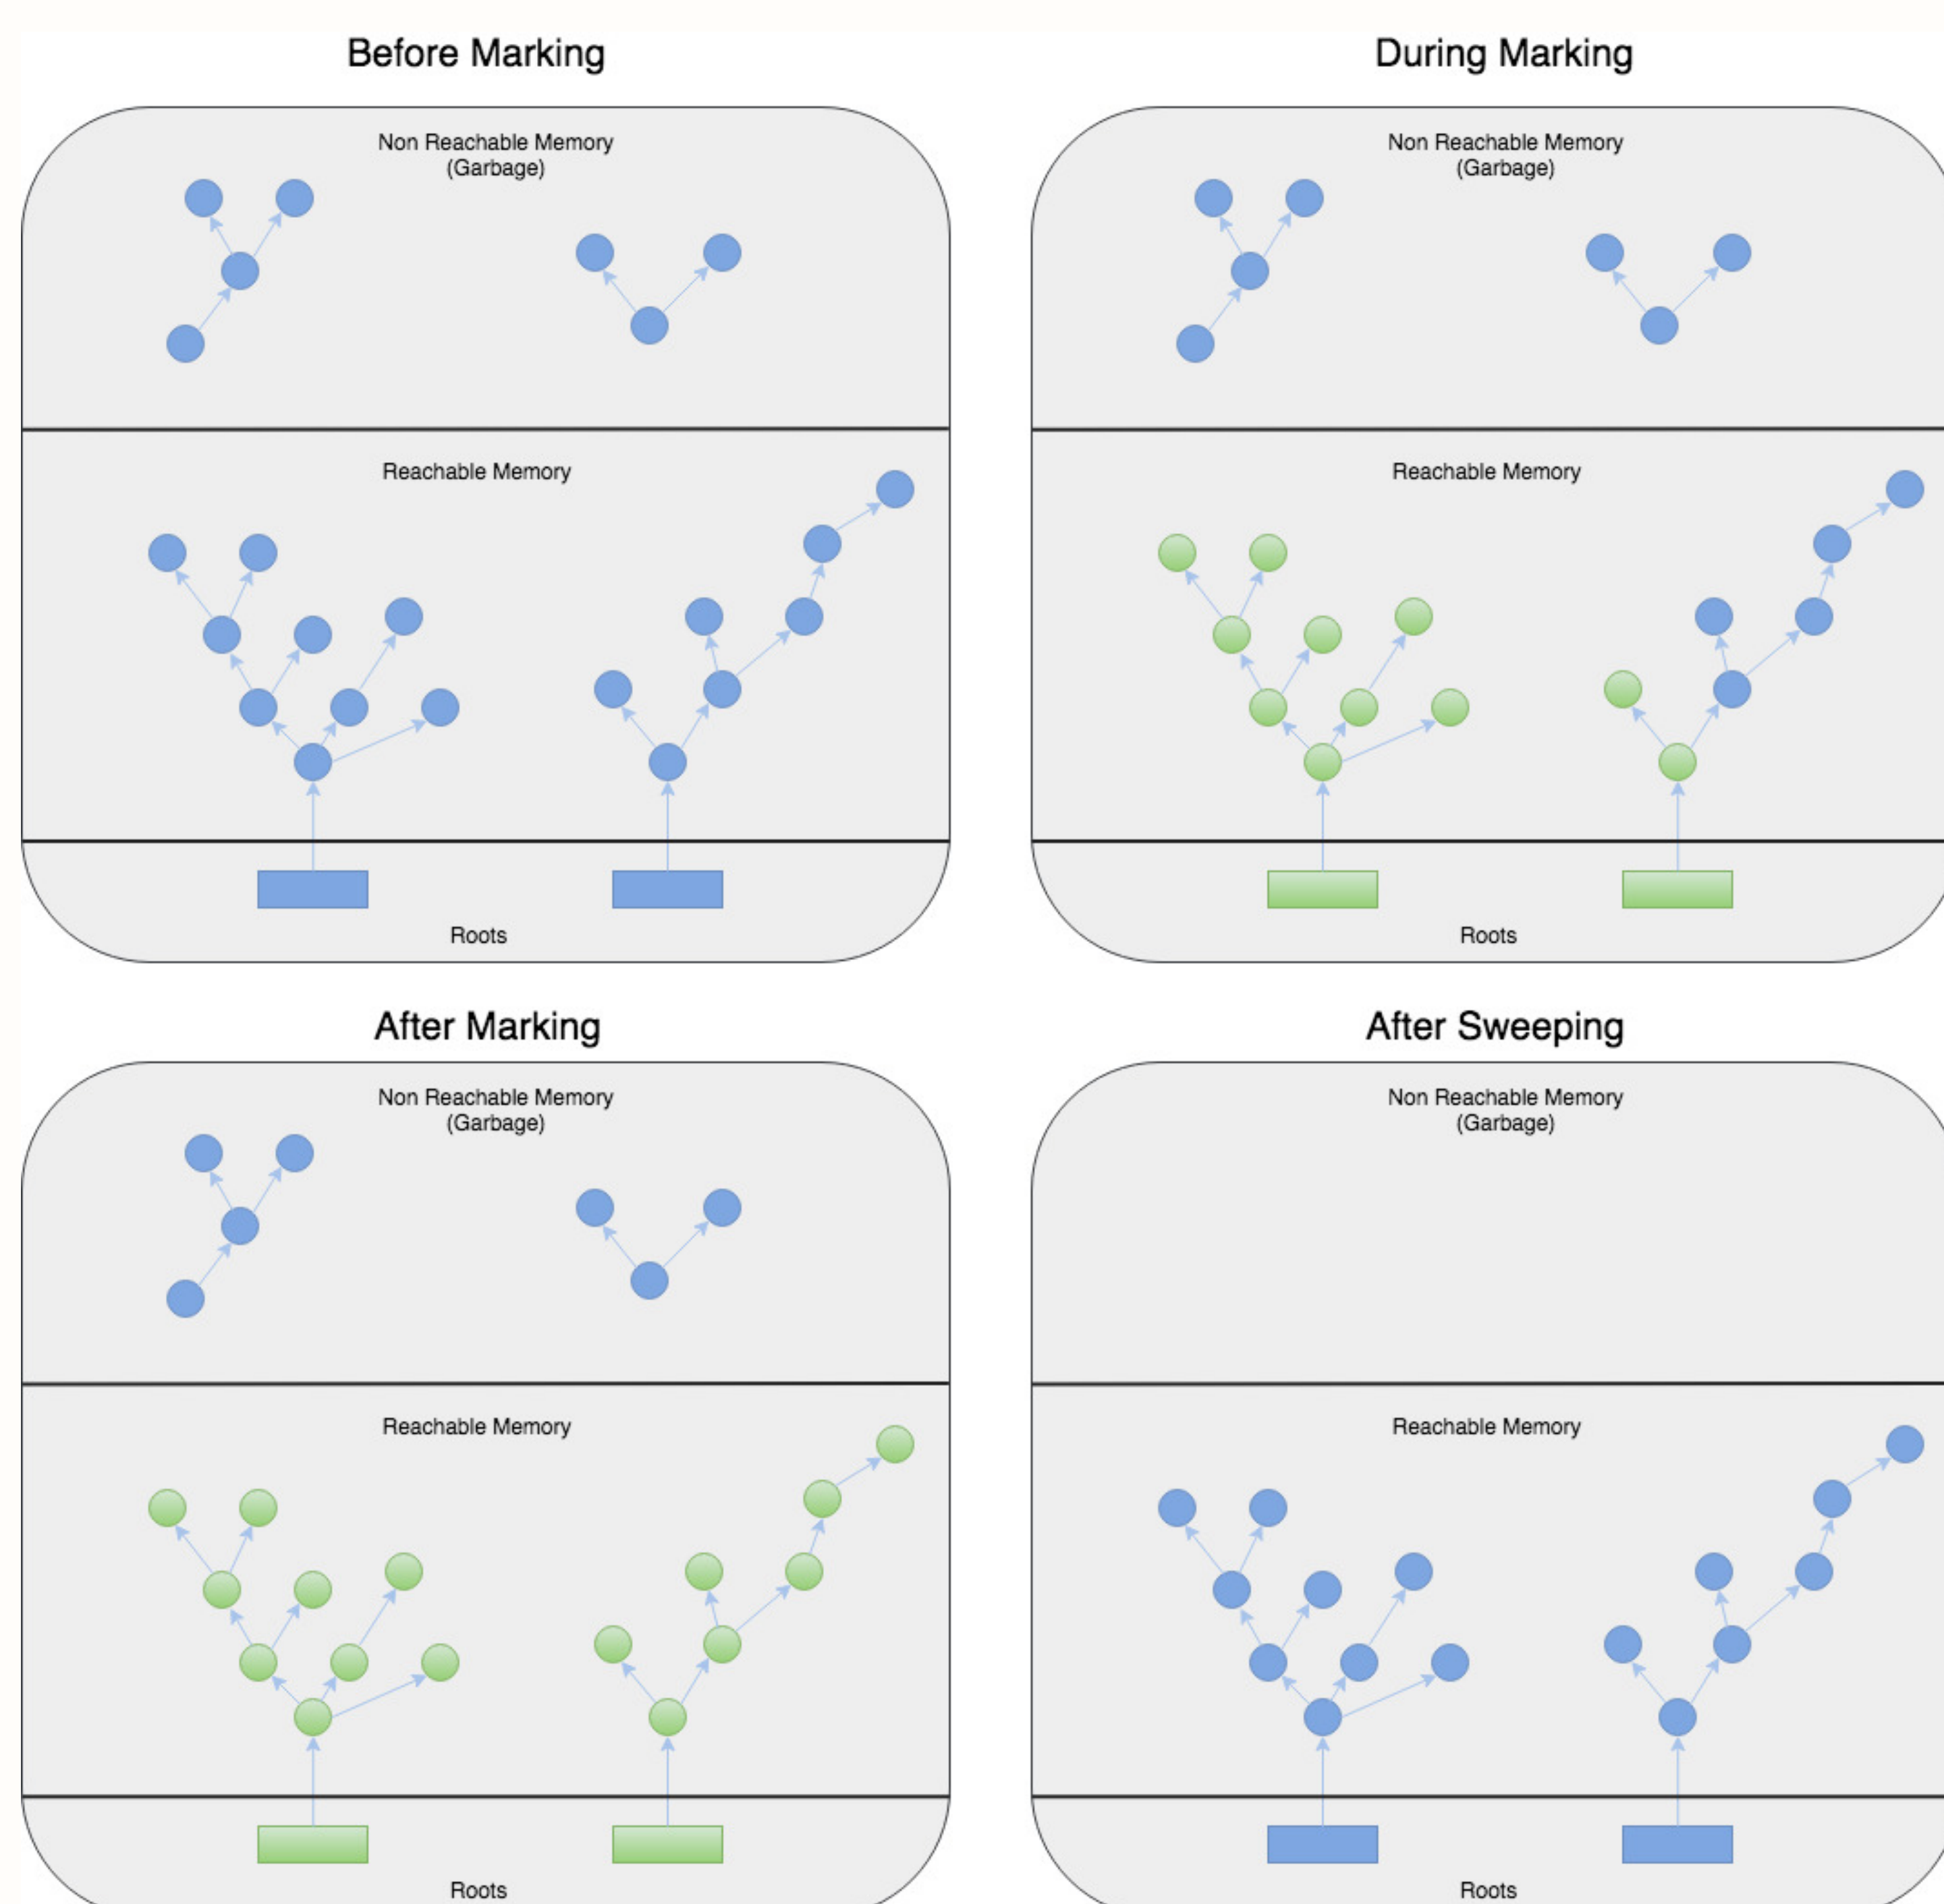 Before Marking
Non Reachable Memory
(Garbage)
Reachable Memory
Roots
During Marking
Non Reachable Memory
(Garbage)
Reachable Memory
Roots
After Marking
Non Reachable Memory
(Garbage)
Reachable Memory
Roots
After Sweeping
Non Reachable Memory
(Garbage)
Reachable Memory
Roots